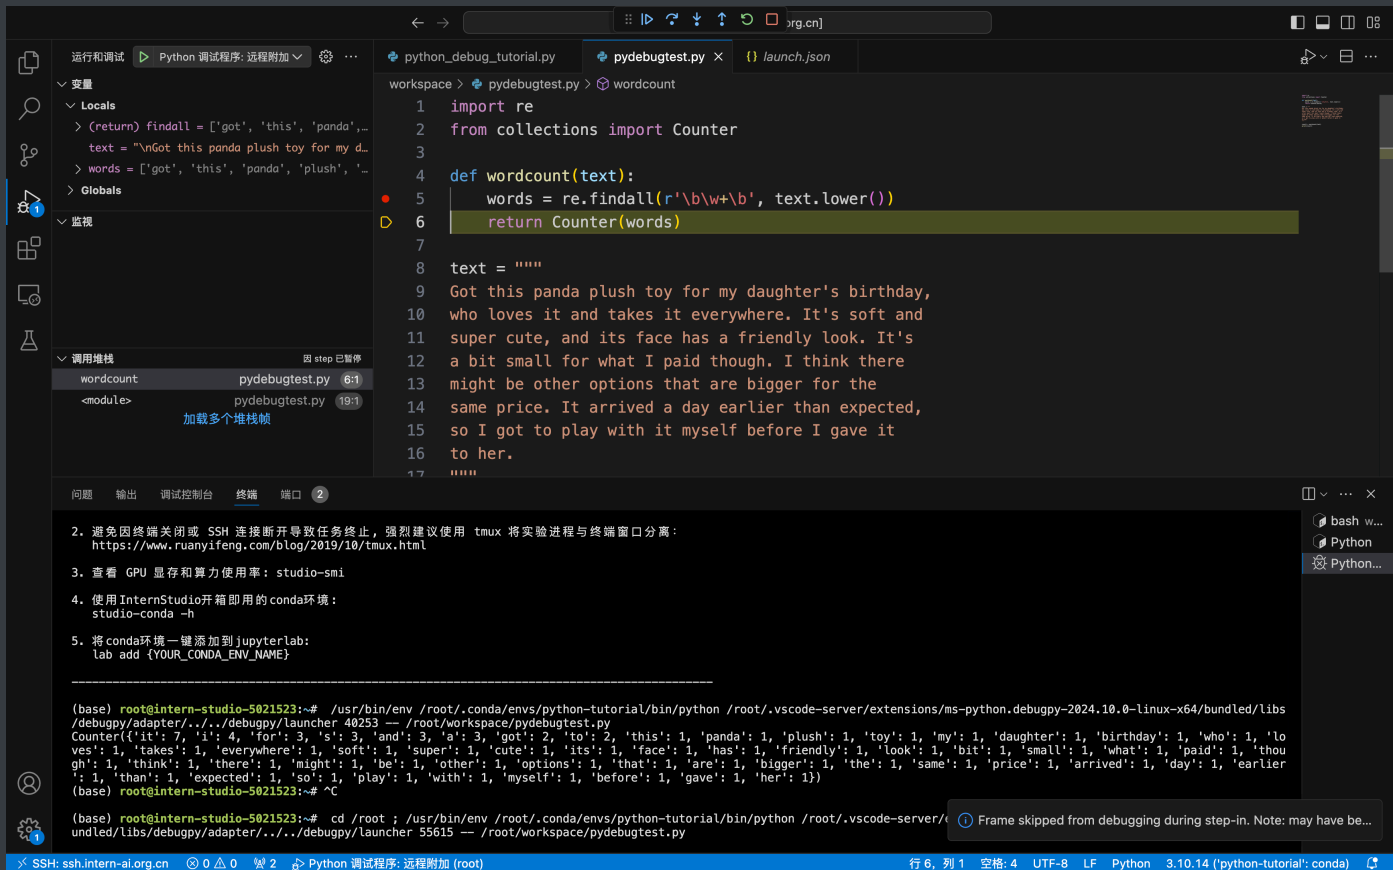 org.cn]
运行和调试
Python 调试程序: 远程附加
python_debug_tutorial.py
pydebugtest.py
launch.json
workspace > pydebugtest.py > wordcount
变量
Locals
(return) findall = ['got', 'this', 'panda',…
text = "\nGot this panda plush toy for my d…
words = ['got', 'this', 'panda', 'plush', '…
Globals
监视
调用堆栈
因 step 已暂停
wordcount pydebugtest.py 6:1
<module> pydebugtest.py 19:1
加载多个堆栈帧
1 import re
2 from collections import Counter
3
4 def wordcount(text):
5 words = re.findall(r'\b\w+\b', text.lower())
6 return Counter(words)
7
8 text = """
9 Got this panda plush toy for my daughter's birthday,
10 who loves it and takes it everywhere. It's soft and
11 super cute, and its face has a friendly look. It's
12 a bit small for what I paid though. I think there
13 might be other options that are bigger for the
14 same price. It arrived a day earlier than expected,
15 so I got to play with it myself before I gave it
16 to her.
17 """
问题 输出 调试控制台 终端 端口 2
2. 避免因终端关闭或 SSH 连接断开导致任务终止, 强烈建议使用 tmux 将实验进程与终端窗口分离:
https://www.ruanyifeng.com/blog/2019/10/tmux.html
3. 查看 GPU 显存和算力使用率: studio-smi
4. 使用InternStudio开箱即用的conda环境:
studio-conda -h
5. 将conda环境一键添加到jupyterlab:
lab add {YOUR_CONDA_ENV_NAME}
(base) root@intern-studio-5021523:~#  /usr/bin/env /root/.conda/envs/python-tutorial/bin/python /root/.vscode-server/extensions/ms-python.debugpy-2024.10.0-linux-x64/bundled/libs
/debugpy/adapter/../../debugpy/launcher 40253 -- /root/workspace/pydebugtest.py
Counter({'it': 7, 'i': 4, 'for': 3, 's': 3, 'and': 3, 'a': 3, 'got': 2, 'to': 2, 'this': 1, 'panda': 1, 'plush': 1, 'toy': 1, 'my': 1, 'daughter': 1, 'birthday': 1, 'who': 1, 'lo
ves': 1, 'takes': 1, 'everywhere': 1, 'soft': 1, 'super': 1, 'cute': 1, 'its': 1, 'face': 1, 'has': 1, 'friendly': 1, 'look': 1, 'bit': 1, 'small': 1, 'what': 1, 'paid': 1, 'thou
gh': 1, 'think': 1, 'there': 1, 'might': 1, 'be': 1, 'other': 1, 'options': 1, 'that': 1, 'are': 1, 'bigger': 1, 'the': 1, 'same': 1, 'price': 1, 'arrived': 1, 'day': 1, 'earlier
': 1, 'than': 1, 'expected': 1, 'so': 1, 'play': 1, 'with': 1, 'myself': 1, 'before': 1, 'gave': 1, 'her': 1})
(base) root@intern-studio-5021523:~# ^C
(base) root@intern-studio-5021523:~#  cd /root ; /usr/bin/env /root/.conda/envs/python-tutorial/bin/python /root/.vscode-server/
undled/libs/debugpy/adapter/../../debugpy/launcher 55615 -- /root/workspace/pydebugtest.py
bash w...
Python
Python...
Frame skipped from debugging during step-in. Note: may have be...
1
1
SSH: ssh.intern-ai.org.cn
0 0
2
Python 调试程序: 远程附加 (root)
行 6，列 1
空格: 4
UTF-8
LF
Python
3.10.14 ('python-tutorial': conda)